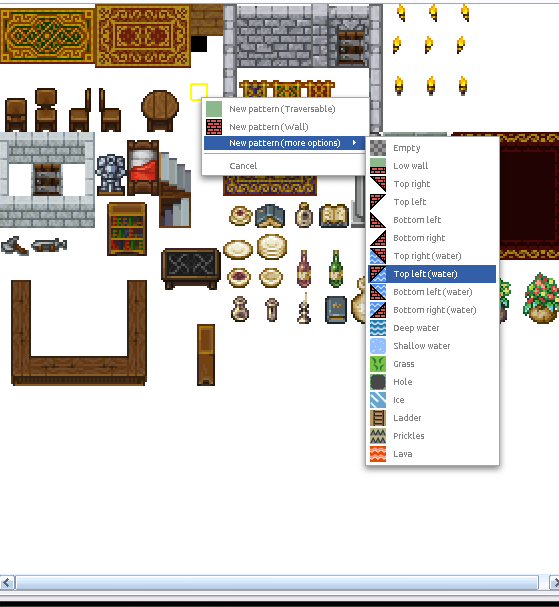 New pattern (Traversable)
New pattern (Wall)
New pattern (more options)
Cancel
Empty
Low wall
Top right
Top left
Bottom left
Bottom right
Top right (water)
Top left (water)
Bottom left (water)
Bottom right (water)
Deep water
Shallow water
Grass
Hole
Ice
Ladder
Prickles
Lava